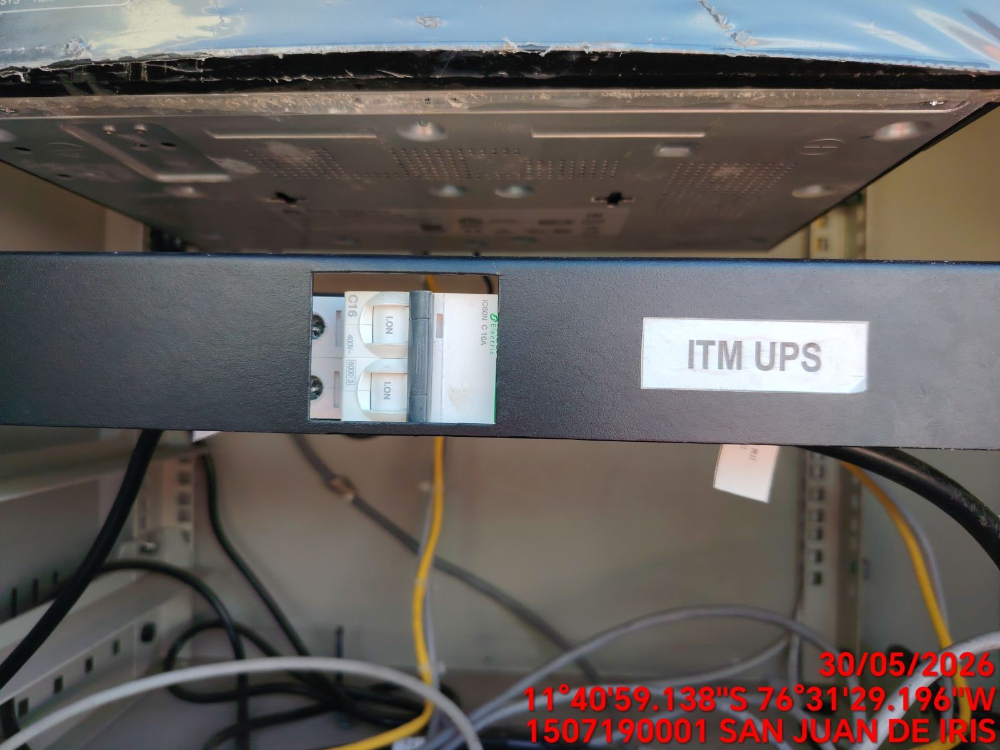 C16
400V~
6000 3
I.ON
I.ON
iC60N C16A
Electric
ITM UPS
30/05/2026
11°40'59.138"S 76°31'29.196"W
1507190001 SAN JUAN DE IRIS